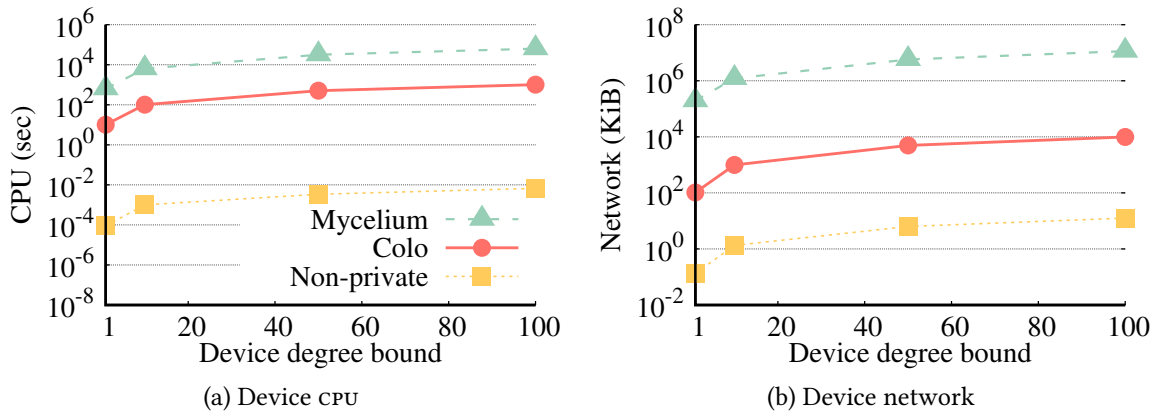 CPU (sec)
10^6
10^4
10^2
10^0
10^-2
10^-4
10^-6
10^-8
Mycelium
Colo
Non-private
1 20 40 60 80 100
Device degree bound
(a) Device CPU
Network (KiB)
10^8
10^6
10^4
10^2
10^0
10^-2
1 20 40 60 80 100
Device degree bound
(b) Device network